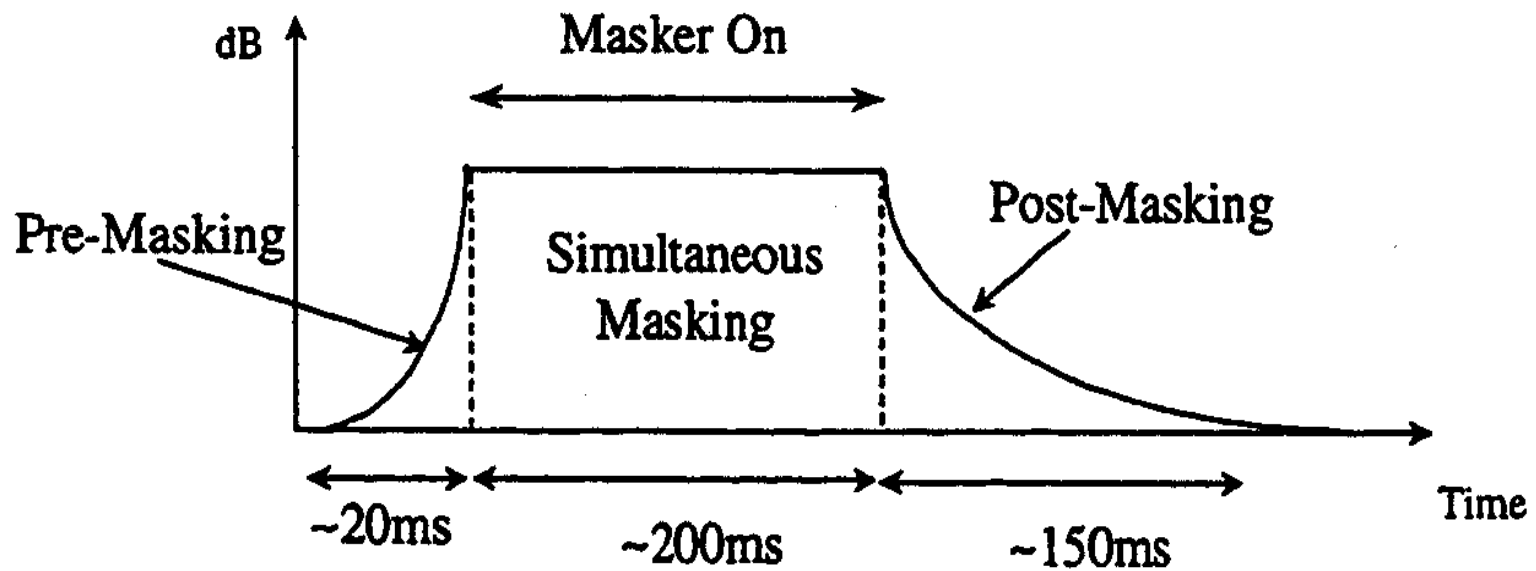 dB
Masker On
Pre-Masking
Simultaneous
Masking
Post-Masking
~20ms
~200ms
~150ms
Time